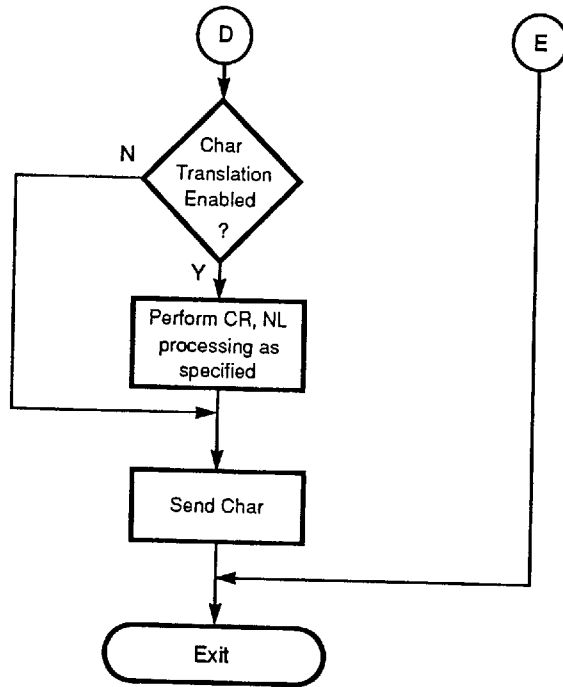 D
E
N
Char
Translation
Enabled
?
Y
Perform CR, NL
processing as
specified
Send Char
Exit